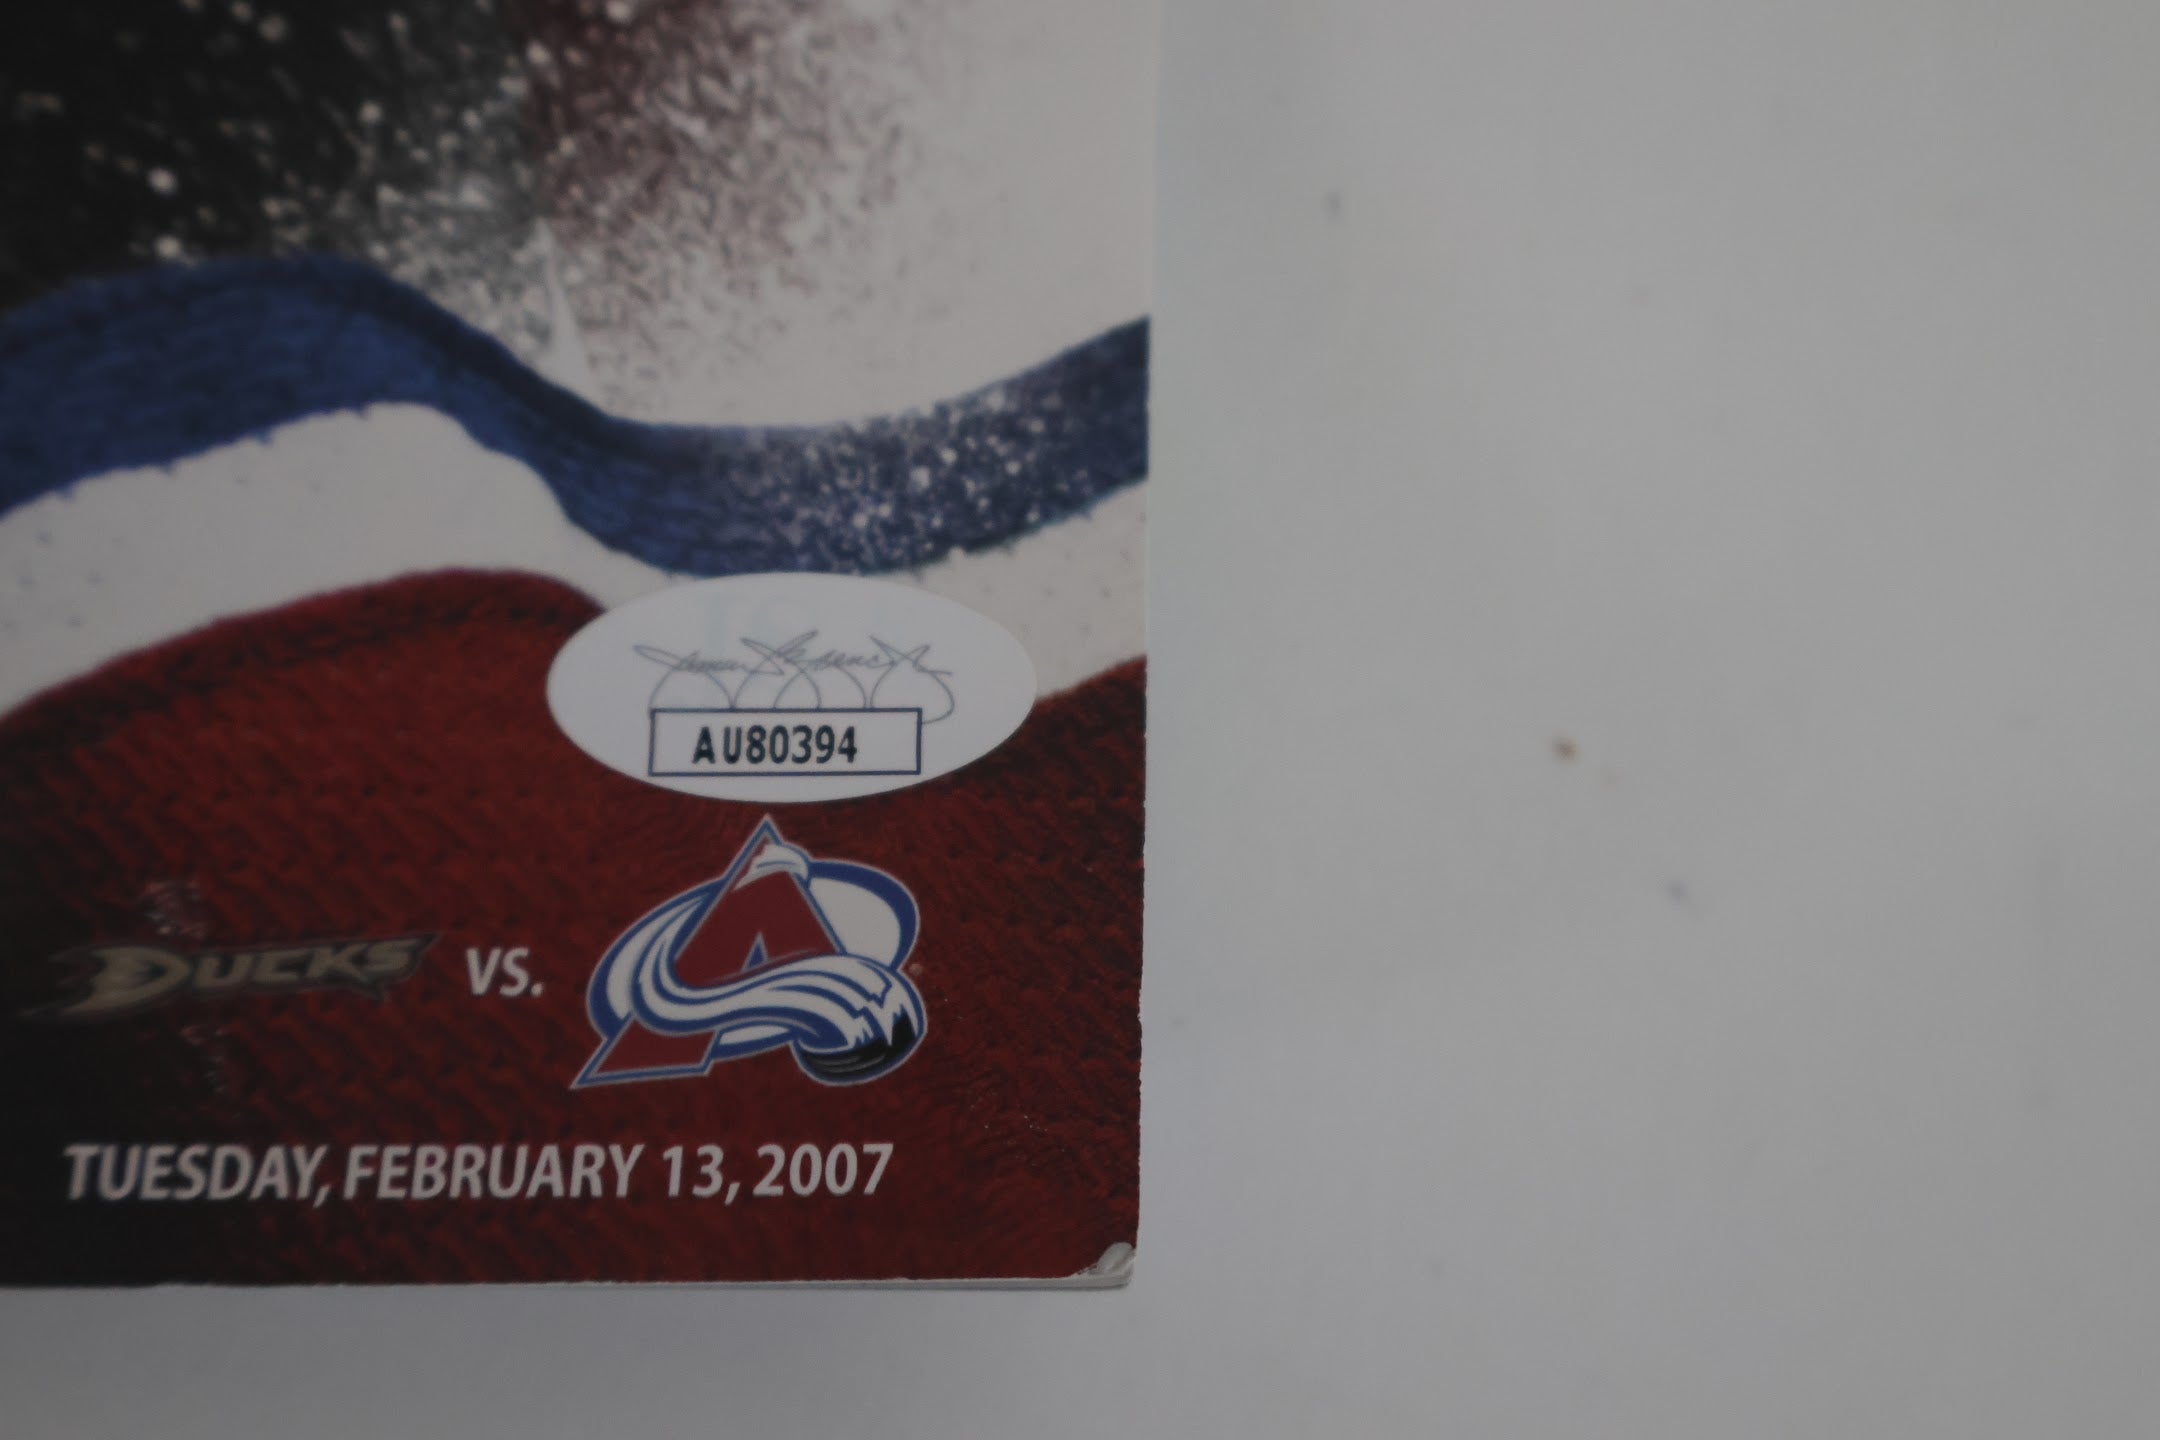 AU80394
DUCKS VS.
TUESDAY, FEBRUARY 13, 2007